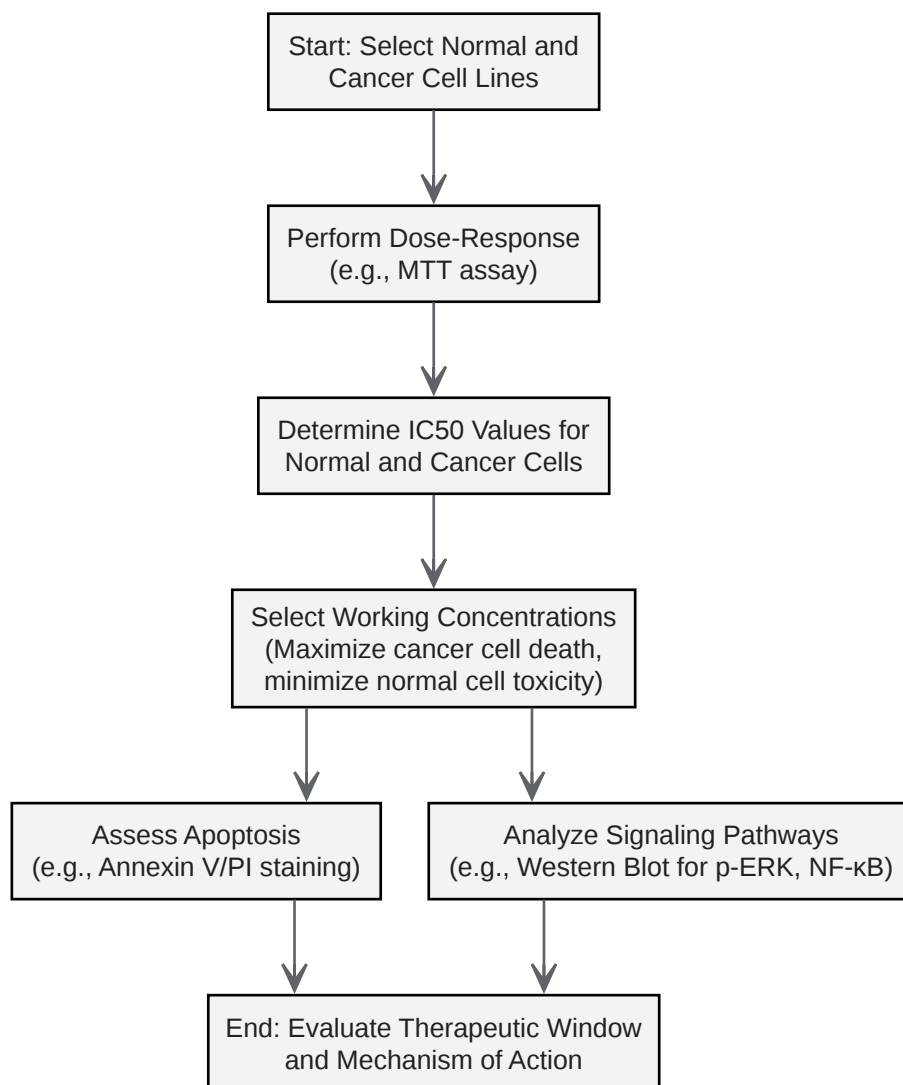 Start: Select Normal and
Cancer Cell Lines
Perform Dose-Response
(e.g., MTT assay)
Determine IC50 Values for
Normal and Cancer Cells
Select Working Concentrations
(Maximize cancer cell death,
minimize normal cell toxicity)
Assess Apoptosis
(e.g., Annexin V/PI staining)
Analyze Signaling Pathways
(e.g., Western Blot for p-ERK, NF-κB)
End: Evaluate Therapeutic Window
and Mechanism of Action